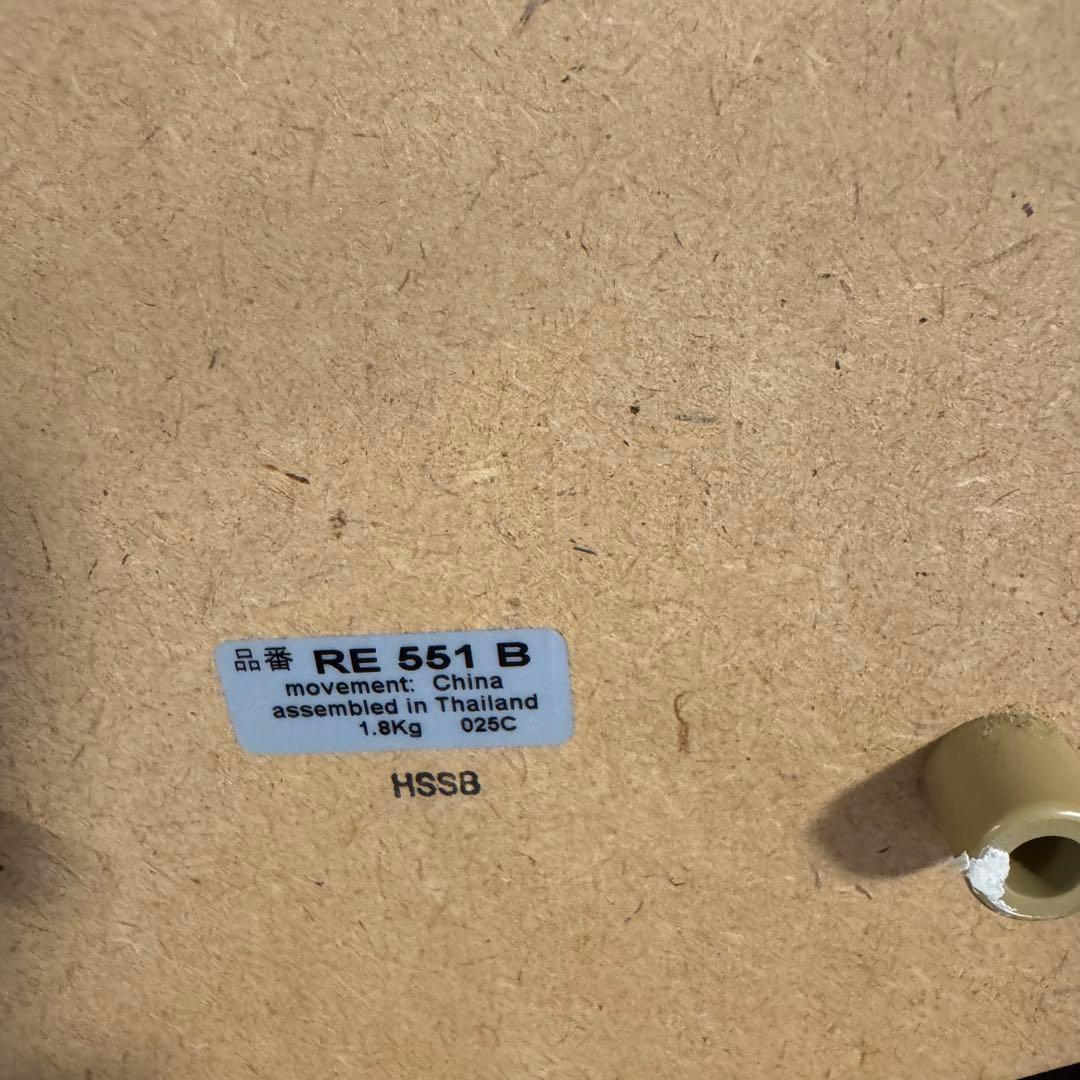 品番 RE 551 B
movement: China
assembled in Thailand
1.8Kg 025C
HSSB